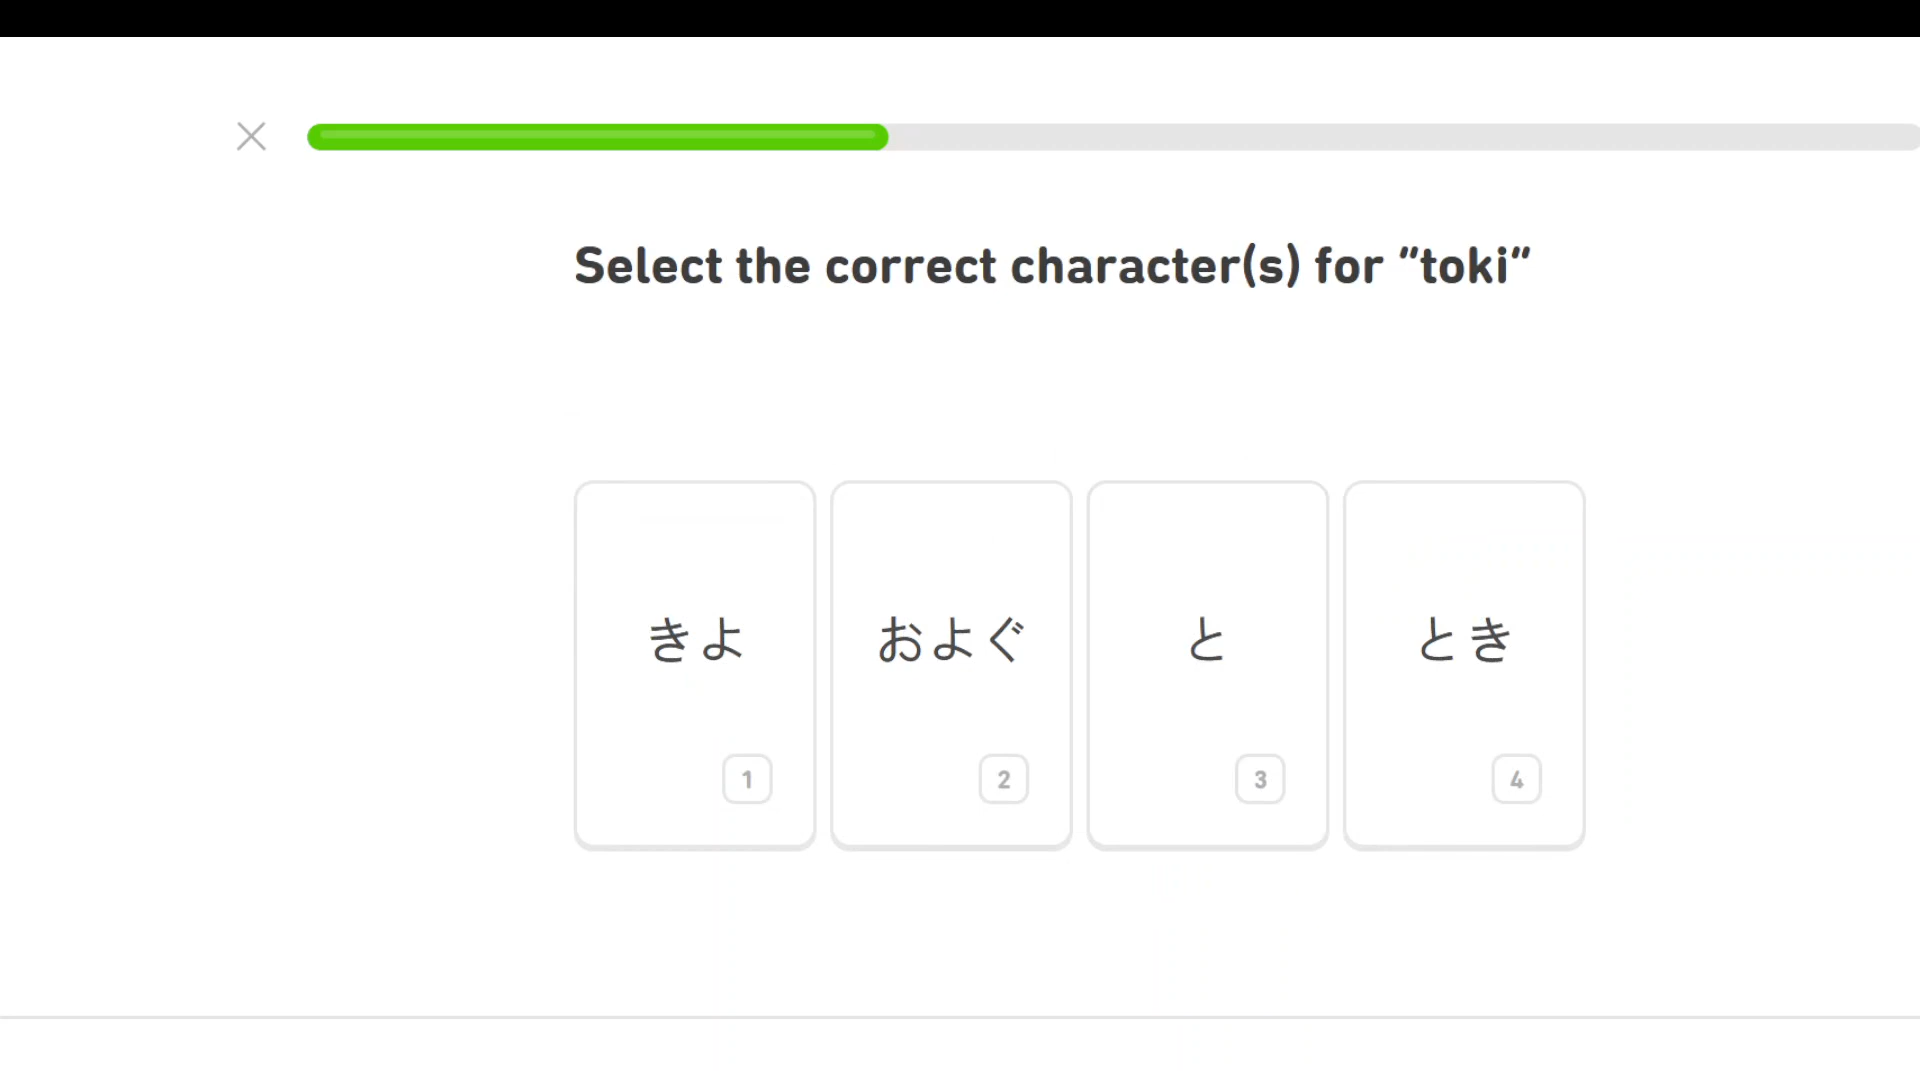 Select the correct character(s) for "toki"
きよ
およぐ
と
とき
1
2
3
4